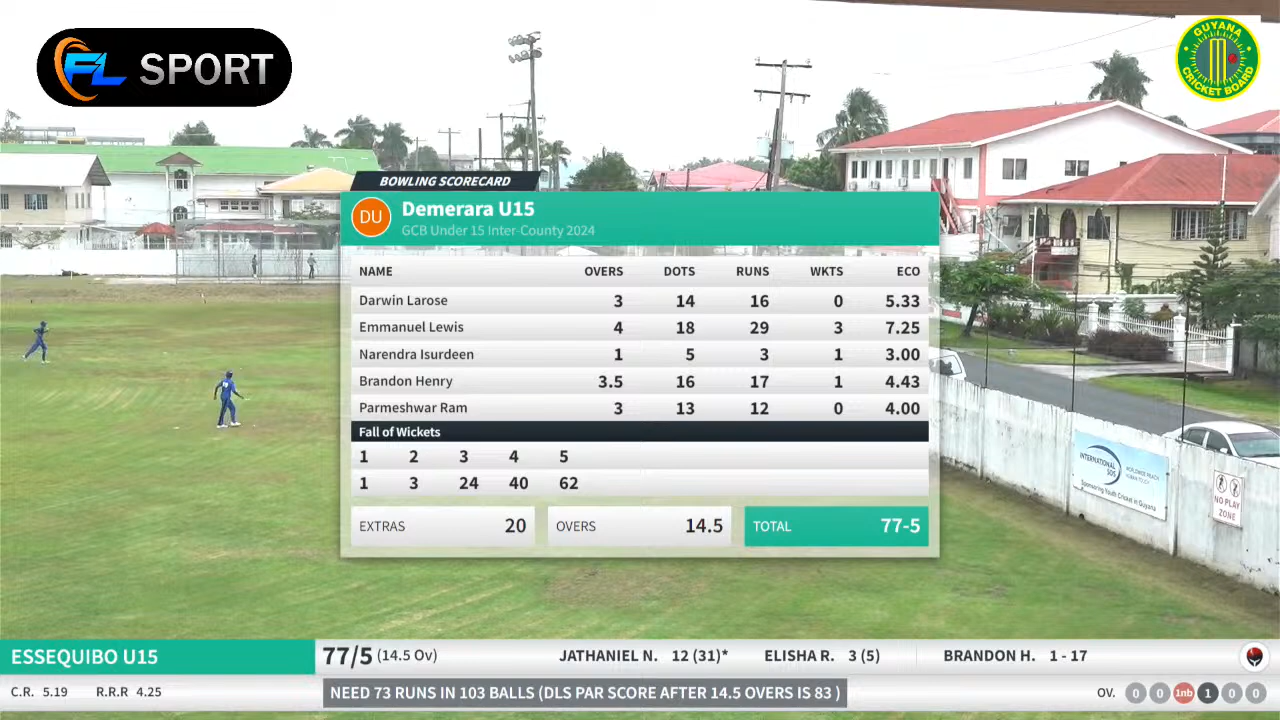 FL SPORT
GUYANA
CRICKET BOARD
BOWLING SCORECARD
DU
Demerara U15
GCB Under 15 Inter-County 2024
NAME OVERS DOTS RUNS WKTS ECO
Darwin Larose 3 14 16 0 5.33
Emmanuel Lewis 4 18 29 3 7.25
Narendra Isurdeen 1 5 3 1 3.00
Brandon Henry 3.5 16 17 1 4.43
Parmeshwar Ram 3 13 12 0 4.00
Fall of Wickets
1 2 3 4 5
1 3 24 40 62
EXTRAS 20 OVERS 14.5 TOTAL 77-5
INTERNATIONAL
SOS
WORLDWIDE REACH
HUMAN TOUCH
Sponsoring Youth Cricket in Guyana
NO PLAY
ZONE
ESSEQUIBO U15 77/5 (14.5 Ov) JATHANIEL N. 12 (31)* ELISHA R. 3 (5) BRANDON H. 1 - 17
C.R. 5.19 R.R.R 4.25 NEED 73 RUNS IN 103 BALLS (DLS PAR SCORE AFTER 14.5 OVERS IS 83 ) OV. 0 0 1nb 1 0 0